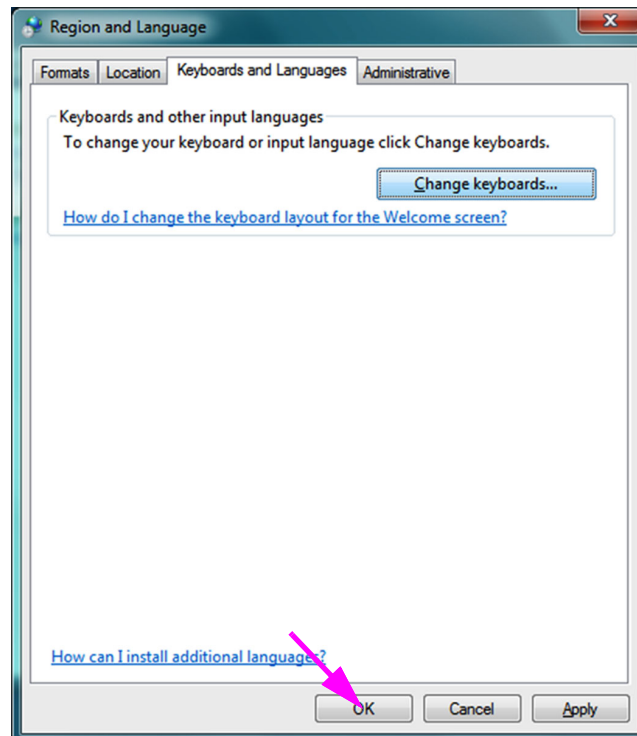 Region and Language
Formats Location Keyboards and Languages Administrative
Keyboards and other input languages
To change your keyboard or input language click Change keyboards.
Change keyboards...
How do I change the keyboard layout for the Welcome screen?
How can I install additional languages?
OK Cancel Apply